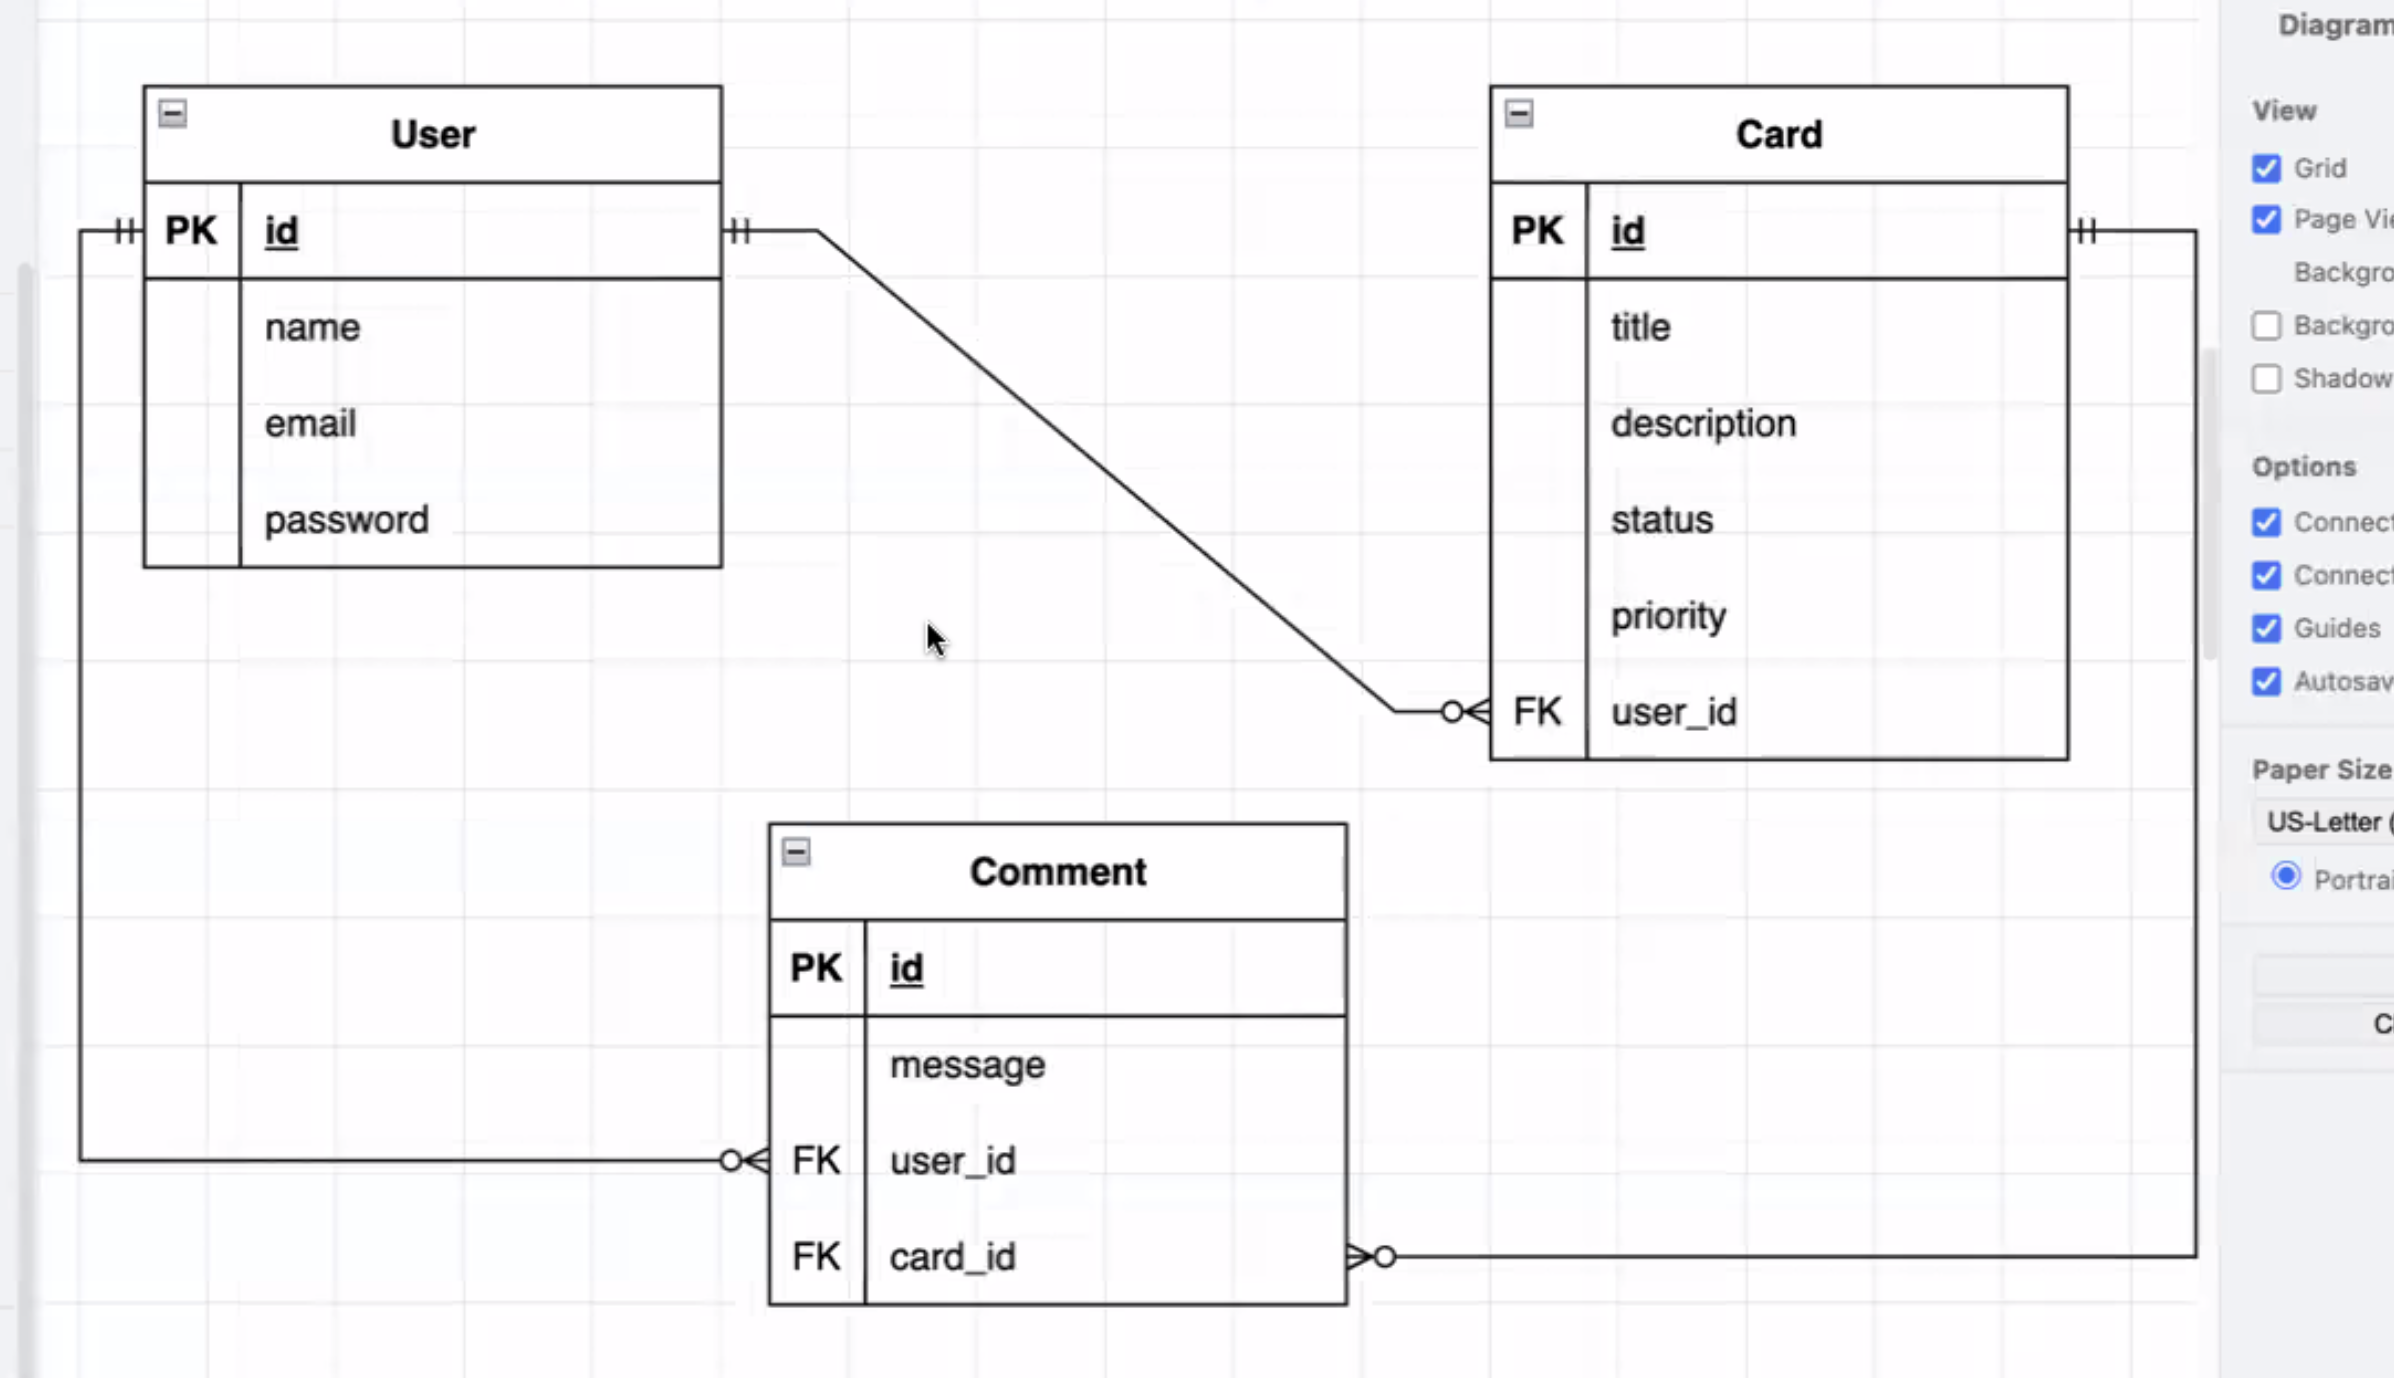 User
PK id
name
email
password
Card
PK id
title
description
status
priority
FK user_id
Comment
PK id
message
FK user_id
FK card_id
Diagram
View
Grid
Page Vie
Backgro
Backgro
Shadow
Options
Connect
Connect
Guides
Autosav
Paper Size
US-Letter (
Portrai
C